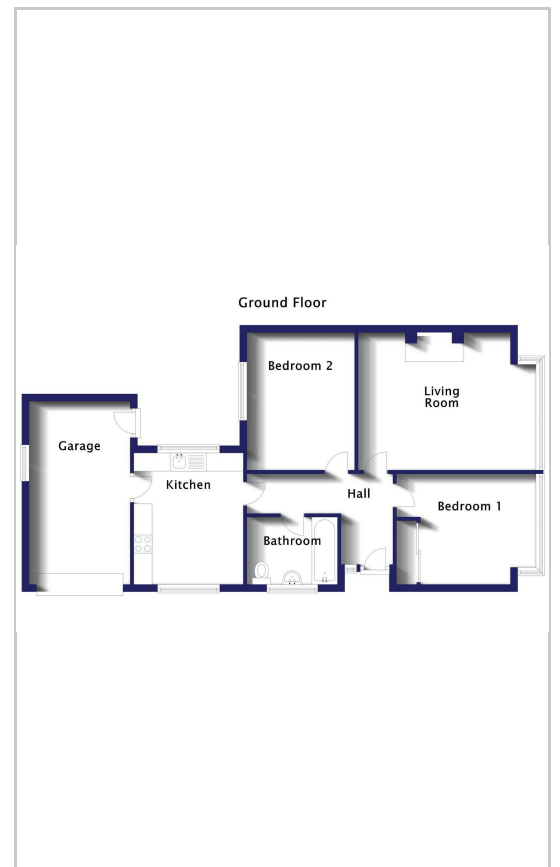 Ground Floor
Bedroom 2
Living
Room
Garage
Kitchen
Hall
Bedroom 1
Bathroom